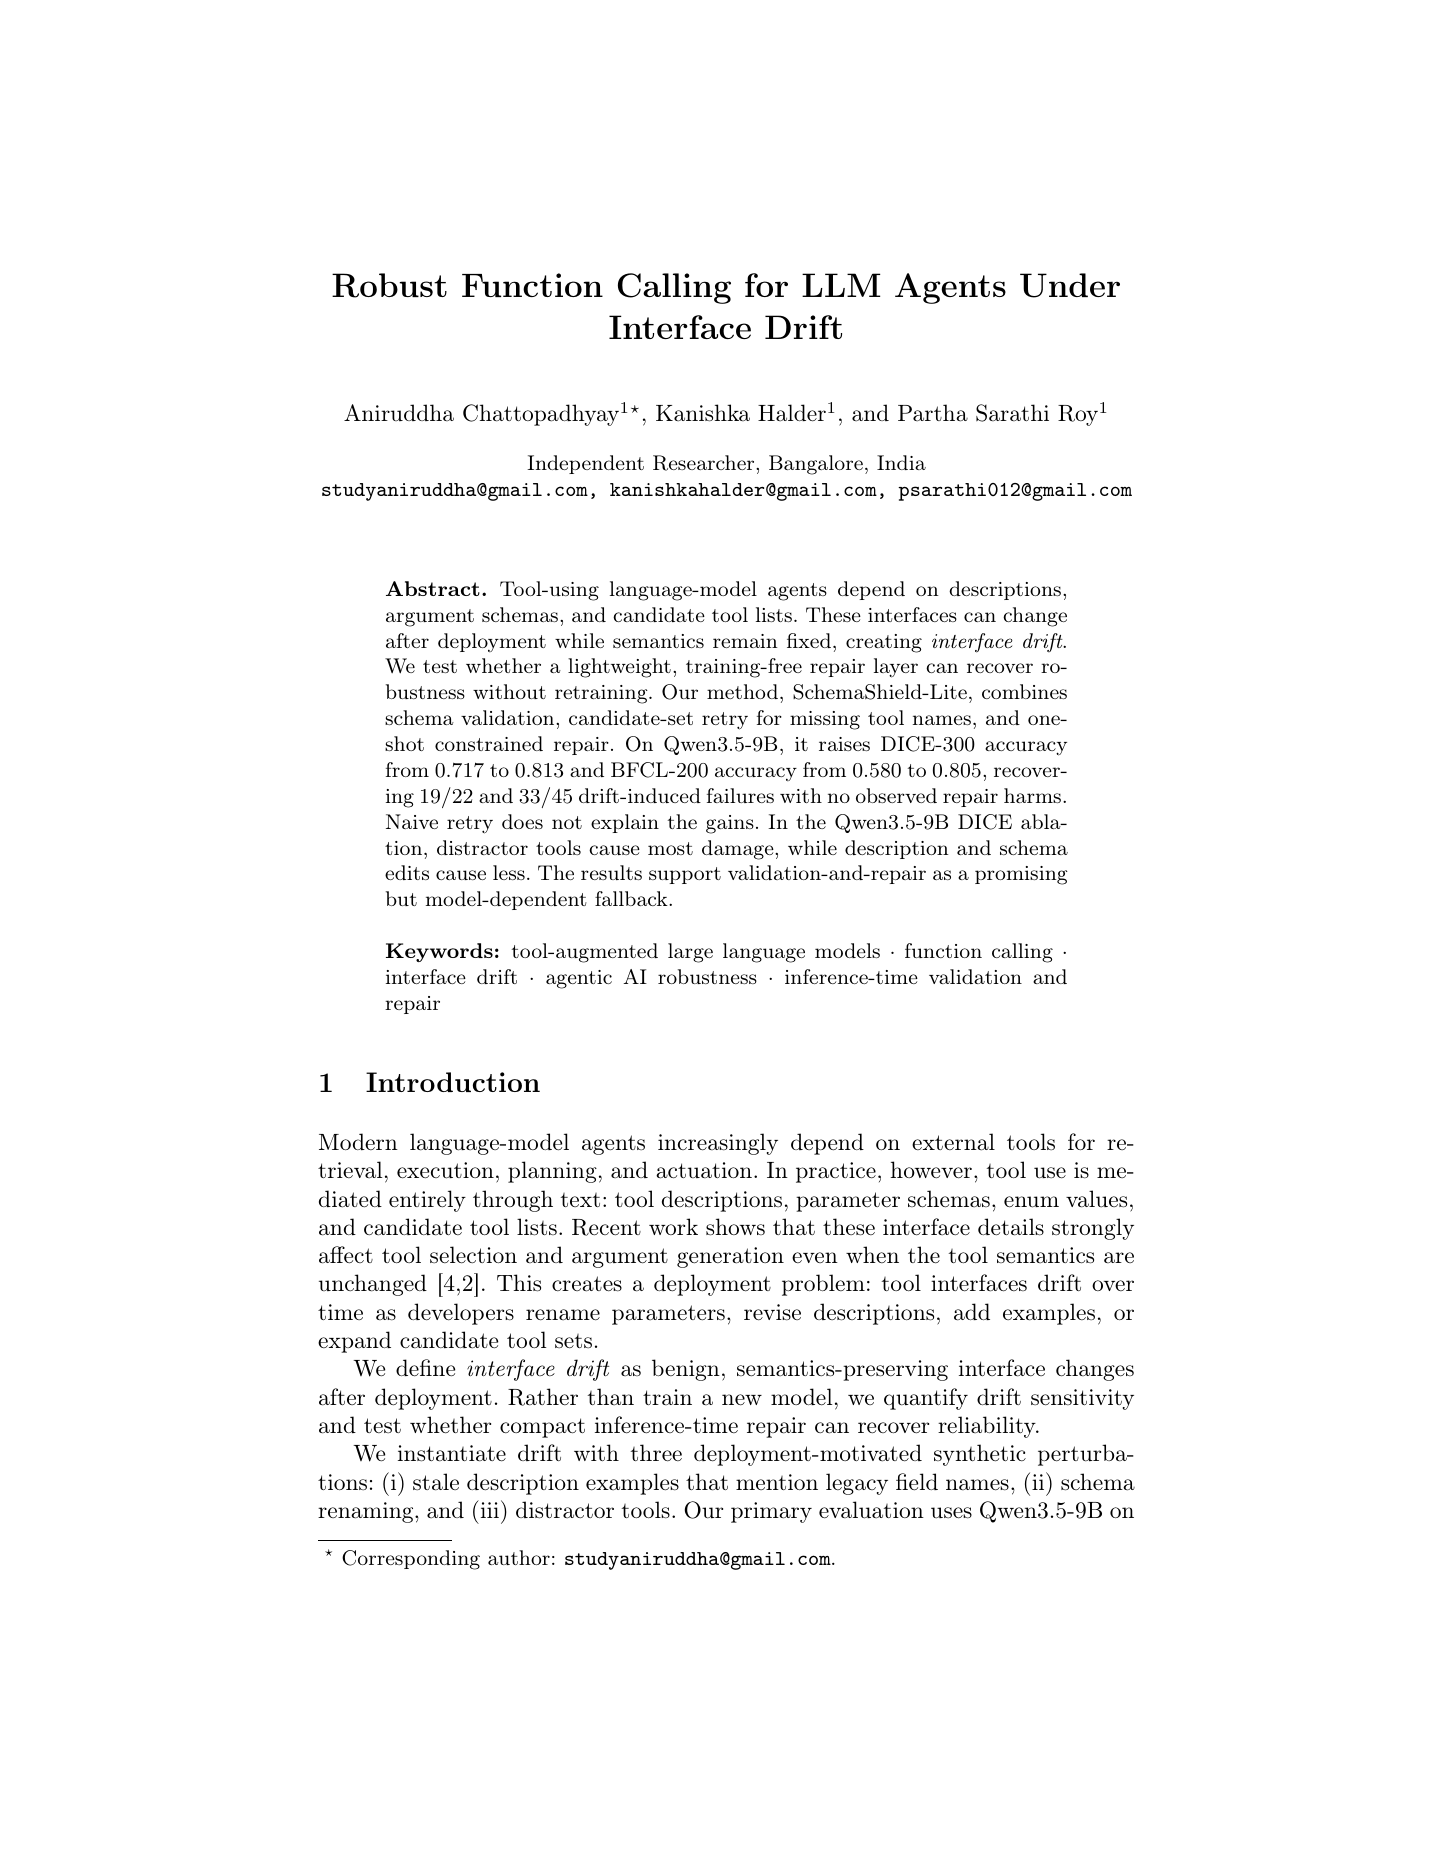 Robust Function Calling for LLM Agents Under
Interface Drift
Aniruddha Chattopadhyay1⋆, Kanishka Halder1, and Partha Sarathi Roy1
Independent Researcher, Bangalore, India
studyaniruddha@gmail.com, kanishkahalder@gmail.com, psarathi012@gmail.com
Abstract. Tool-using language-model agents depend on descriptions,
argument schemas, and candidate tool lists. These interfaces can change
after deployment while semantics remain fixed, creating interface drift.
We test whether a lightweight, training-free repair layer can recover ro-
bustness without retraining. Our method, SchemaShield-Lite, combines
schema validation, candidate-set retry for missing tool names, and one-
shot constrained repair. On Qwen3.5-9B, it raises DICE-300 accuracy
from 0.717 to 0.813 and BFCL-200 accuracy from 0.580 to 0.805, recover-
ing 19/22 and 33/45 drift-induced failures with no observed repair harms.
Naive retry does not explain the gains. In the Qwen3.5-9B DICE abla-
tion, distractor tools cause most damage, while description and schema
edits cause less. The results support validation-and-repair as a promising
but model-dependent fallback.
Keywords: tool-augmented large language models · function calling ·
interface drift · agentic AI robustness · inference-time validation and
repair
1 Introduction
Modern language-model agents increasingly depend on external tools for re-
trieval, execution, planning, and actuation. In practice, however, tool use is me-
diated entirely through text: tool descriptions, parameter schemas, enum values,
and candidate tool lists. Recent work shows that these interface details strongly
affect tool selection and argument generation even when the tool semantics are
unchanged [4,2]. This creates a deployment problem: tool interfaces drift over
time as developers rename parameters, revise descriptions, add examples, or
expand candidate tool sets.
We define interface drift as benign, semantics-preserving interface changes
after deployment. Rather than train a new model, we quantify drift sensitivity
and test whether compact inference-time repair can recover reliability.
We instantiate drift with three deployment-motivated synthetic perturba-
tions: (i) stale description examples that mention legacy field names, (ii) schema
renaming, and (iii) distractor tools. Our primary evaluation uses Qwen3.5-9B on
⋆ Corresponding author: studyaniruddha@gmail.com.